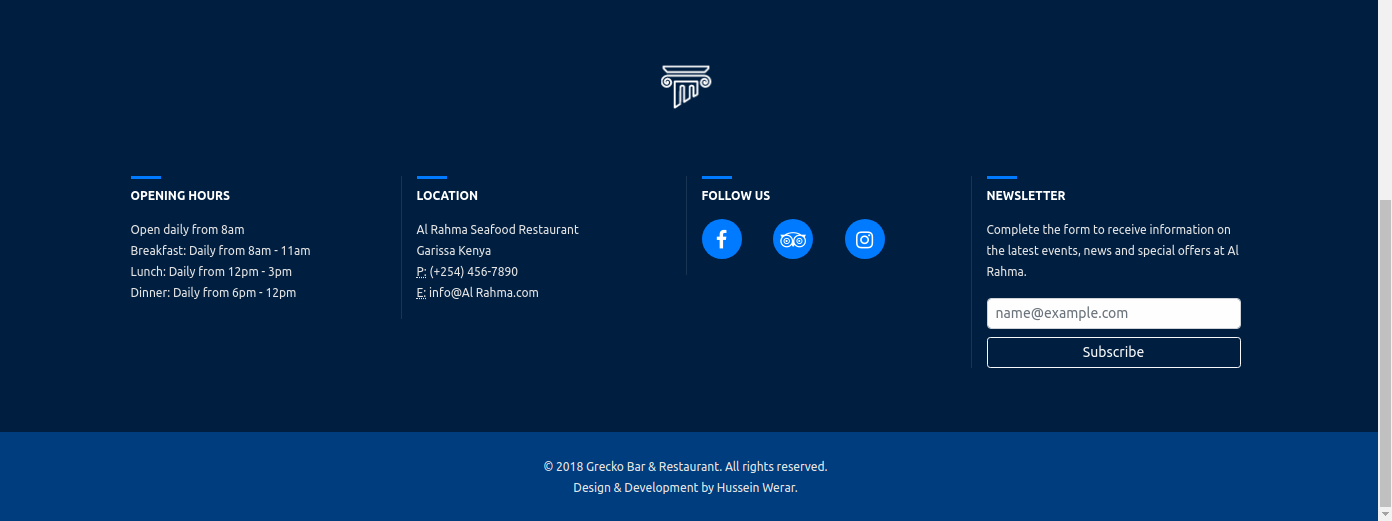 OPENING HOURS
Open daily from 8am
Breakfast: Daily from 8am - 11am
Lunch: Daily from 12pm - 3pm
Dinner: Daily from 6pm - 12pm
LOCATION
Al Rahma Seafood Restaurant
Garissa Kenya
P: (+254) 456-7890
E: info@Al Rahma.com
FOLLOW US
NEWSLETTER
Complete the form to receive information on
the latest events, news and special offers at Al
Rahma.
name@example.com
Subscribe
© 2018 Grecko Bar & Restaurant. All rights reserved.
Design & Development by Hussein Werar.